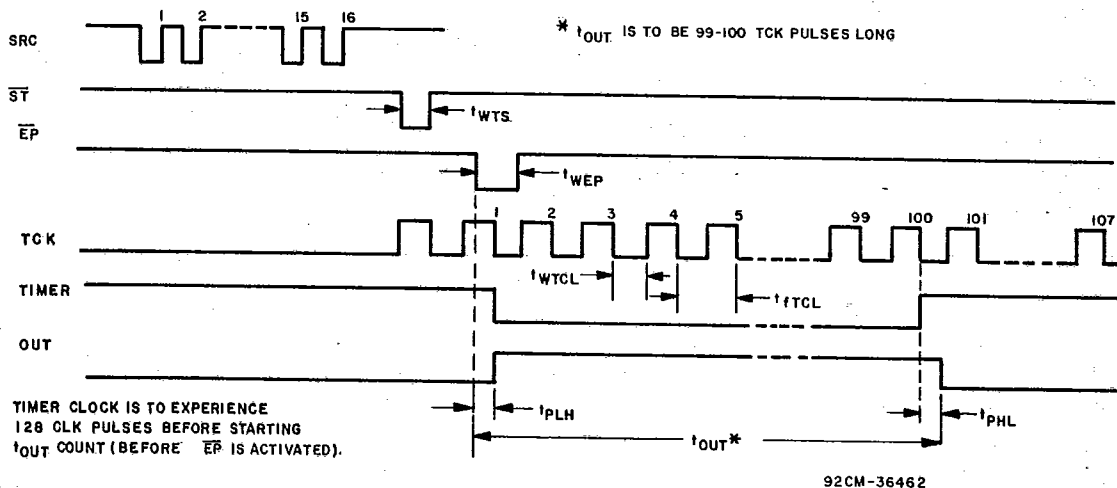 1 2 15 16
SRC
* tOUT IS TO BE 99-100 TCK PULSES LONG
ST
tWTS
EP
tWEP
1 2 3 4 5 99 100 101 107
TCK
tWTCL
tfTCL
TIMER
OUT
TIMER CLOCK IS TO EXPERIENCE
128 CLK PULSES BEFORE STARTING
tOUT COUNT (BEFORE EP IS ACTIVATED).
tPLH
tPHL
tOUT*
92CM-36462